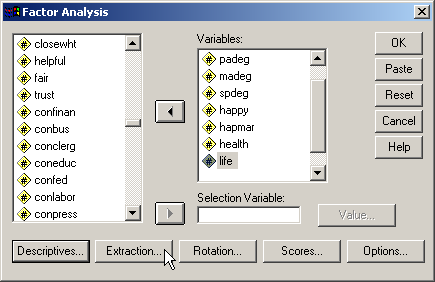 Factor Analysis
closewht
helpful
fair
trust
confinan
conbus
conclerg
coneduc
confed
conlabor
conpress
Variables:
padeg
madeg
spdeg
happy
hapmar
health
life
Selection Variable:
Value...
OK
Paste
Reset
Cancel
Help
Descriptives... Extraction... Rotation... Scores... Options...